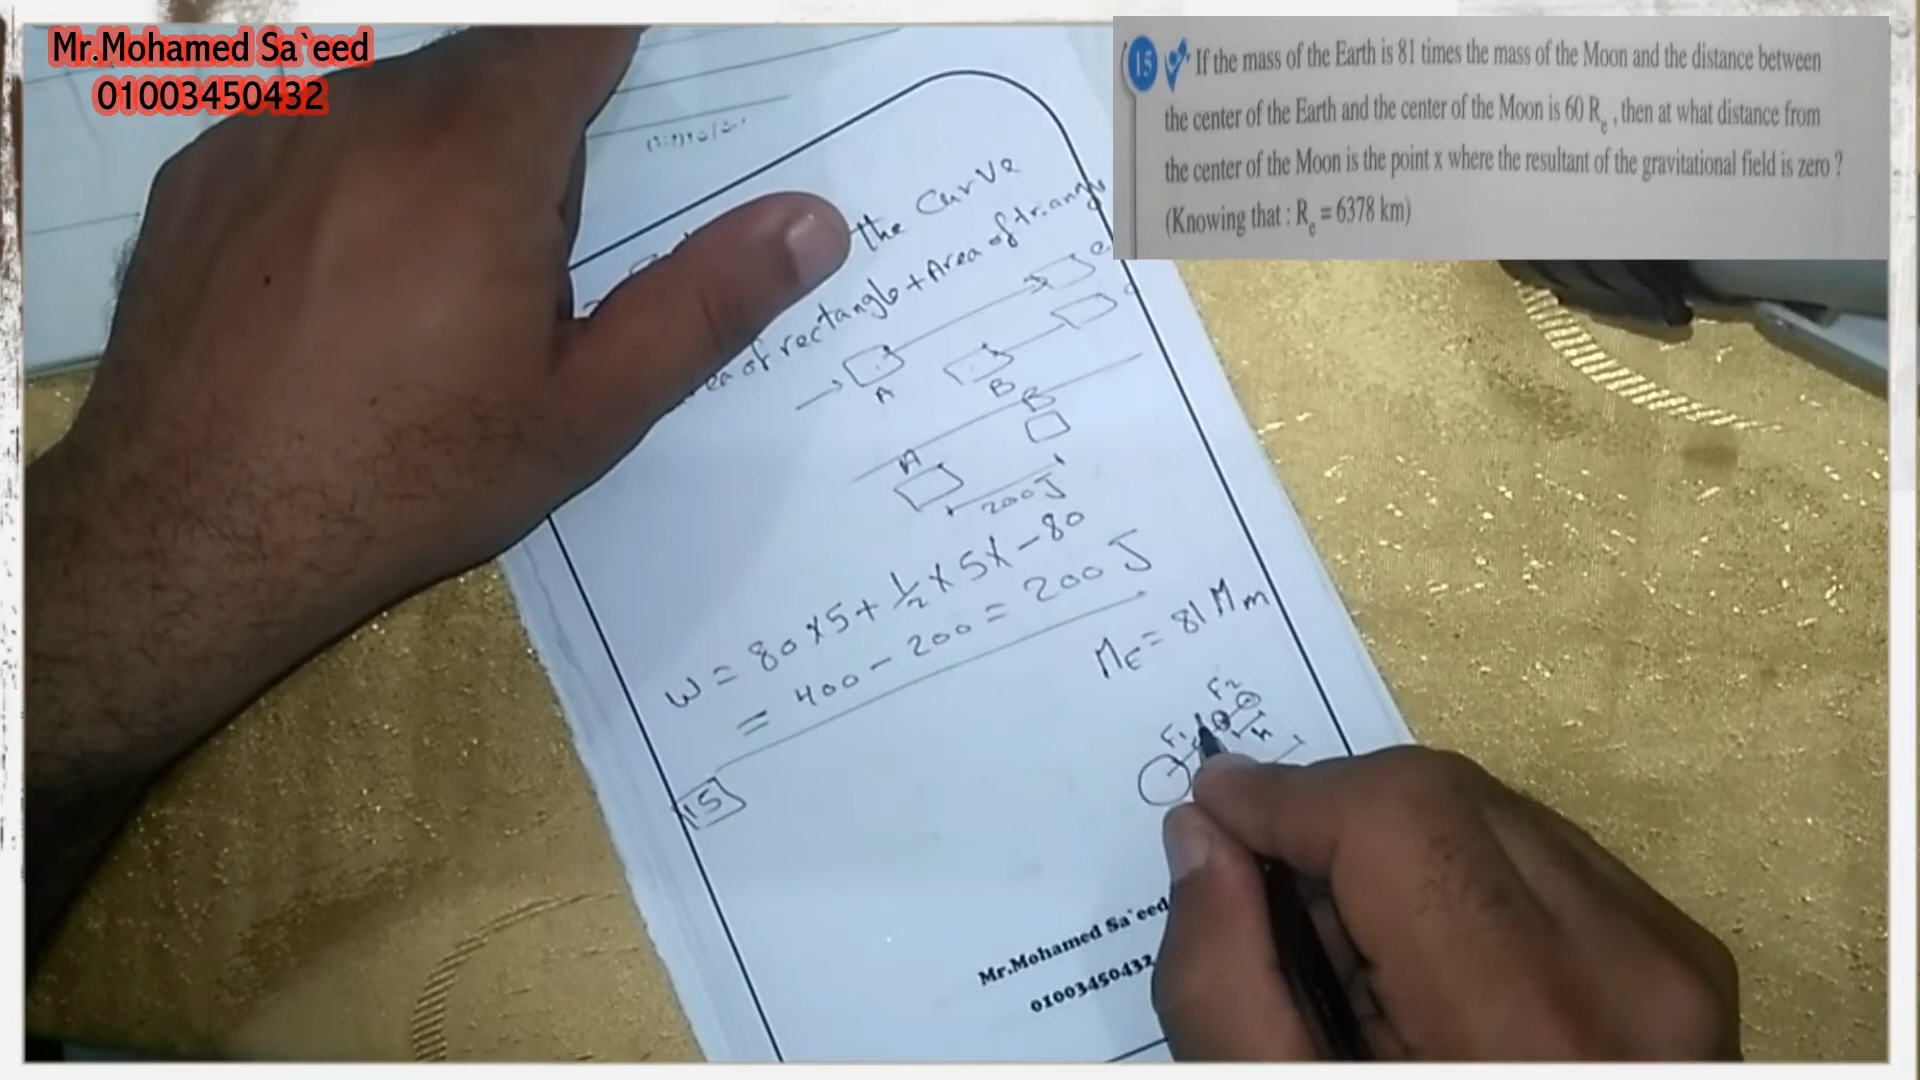 Mr.Mohamed Sa`eed
01003450432
15 If the mass of the Earth is 81 times the mass of the Moon and the distance between
the center of the Earth and the center of the Moon is 60 Re , then at what distance from
the center of the Moon is the point x where the resultant of the gravitational field is zero ?
(Knowing that : Re = 6378 km)
the Curve
of rectangle + Area of triangle
A
B
A
B
200 J
W = 80 x 5 + 1/2 x 5 x - 80
= 400 - 200 = 200 J
ME = 81 Mm
F1
F2
15
Mr.Mohamed Sa`eed
01003450432